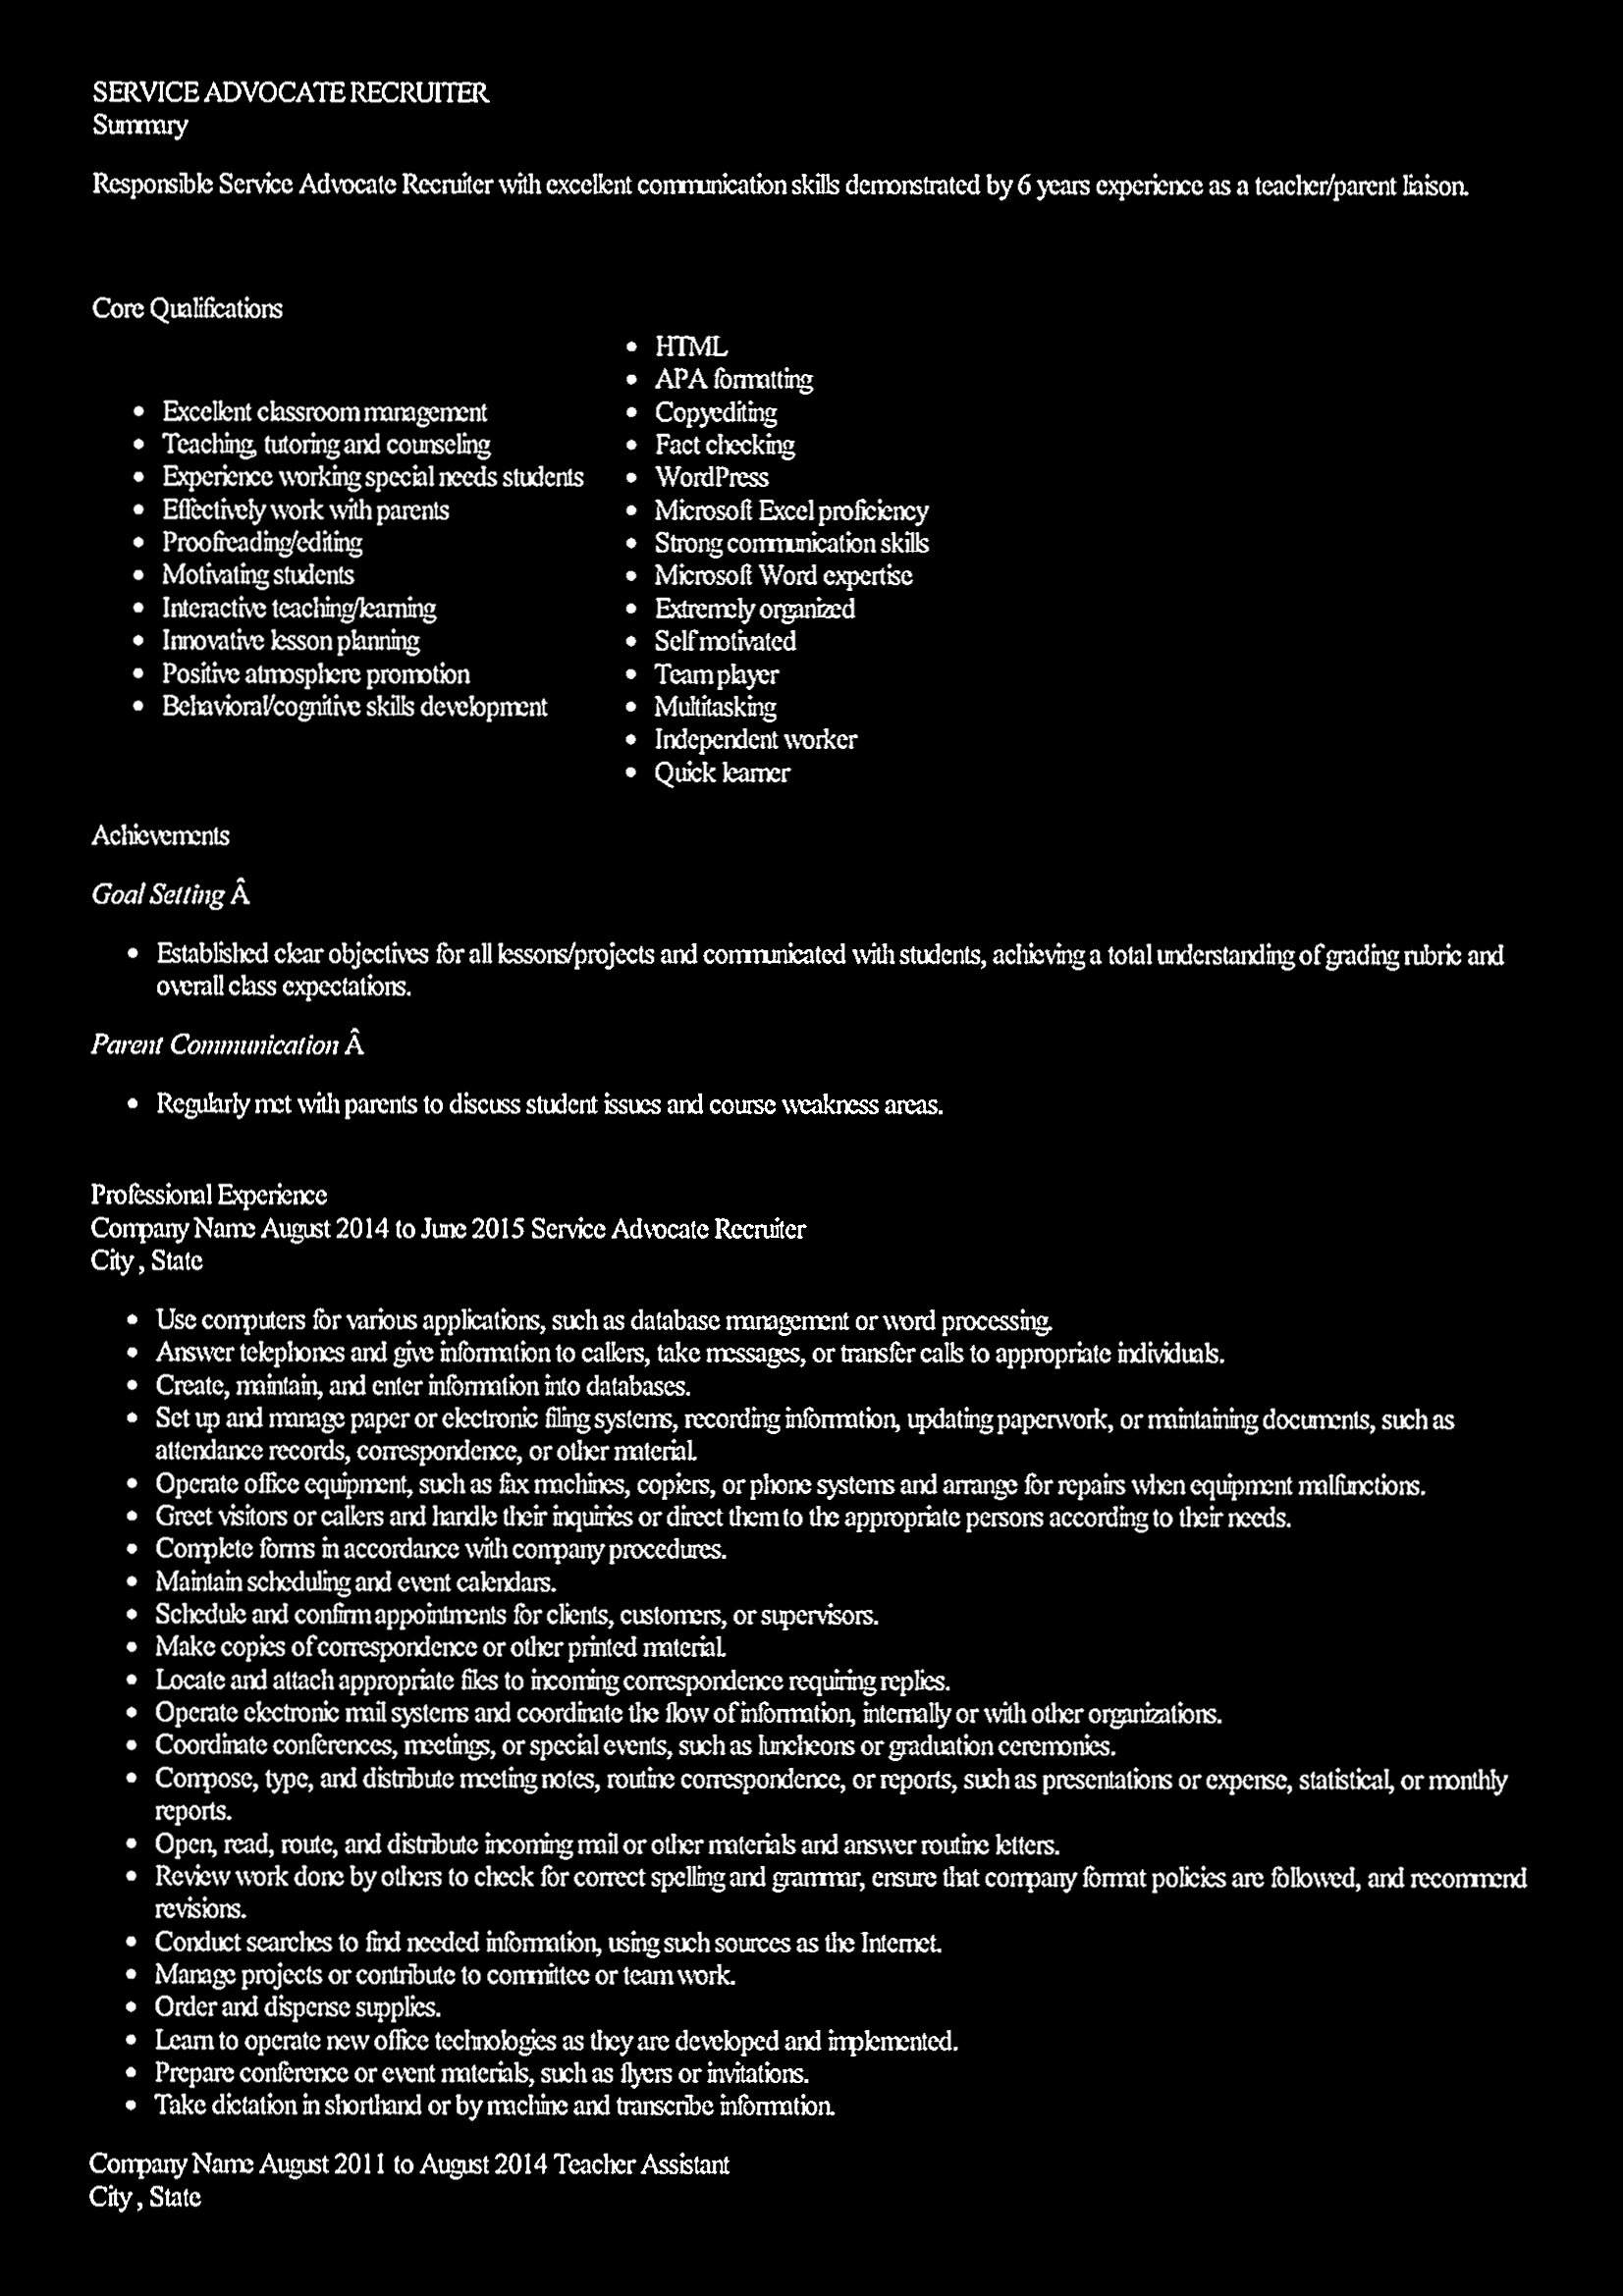 SERVICE ADVOCATE RECRUITER
Summary
Responsible Service Advocate Recruiter with excellent communication skills demonstrated by 6 years experience as a teacher/parent liaison.
Core Qualifications
Excellent classroom management
Teaching, tutoring and counseling
Experience working special needs students
Effectively work with parents
Proofreading/editing
Motivating students
Interactive teaching/learning
Innovative lesson planning
Positive atmosphere promotion
Behavioral/cognitive skills development
HTML
APA formatting
Copyediting
Fact checking
WordPress
Microsoft Excel proficiency
Strong communication skills
Microsoft Word expertise
Extremely organized
Self motivated
Team player
Multitasking
Independent worker
Quick learner
Achievements
Goal Setting Â
Established clear objectives for all lessons/projects and communicated with students, achieving a total understanding of grading rubric and
overall class expectations.
Parent Communication Â
Regularly met with parents to discuss student issues and course weakness areas.
Professional Experience
Company Name August 2014 to June 2015 Service Advocate Recruiter
City , State
Use computers for various applications, such as database management or word processing.
Answer telephones and give information to callers, take messages, or transfer calls to appropriate individuals.
Create, maintain, and enter information into databases.
Set up and manage paper or electronic filing systems, recording information, updating paperwork, or maintaining documents, such as
attendance records, correspondence, or other material.
Operate office equipment, such as fax machines, copiers, or phone systems and arrange for repairs when equipment malfunctions.
Greet visitors or callers and handle their inquiries or direct them to the appropriate persons according to their needs.
Complete forms in accordance with company procedures.
Maintain scheduling and event calendars.
Schedule and confirm appointments for clients, customers, or supervisors.
Make copies of correspondence or other printed material.
Locate and attach appropriate files to incoming correspondence requiring replies.
Operate electronic mail systems and coordinate the flow of information, internally or with other organizations.
Coordinate conferences, meetings, or special events, such as luncheons or graduation ceremonies.
Compose, type, and distribute meeting notes, routine correspondence, or reports, such as presentations or expense, statistical, or monthly
reports.
Open, read, route, and distribute incoming mail or other materials and answer routine letters.
Review work done by others to check for correct spelling and grammar, ensure that company format policies are followed, and recommend
revisions.
Conduct searches to find needed information, using such sources as the Internet.
Manage projects or contribute to committee or team work.
Order and dispense supplies.
Learn to operate new office technologies as they are developed and implemented.
Prepare conference or event materials, such as flyers or invitations.
Take dictation in shorthand or by machine and transcribe information.
Company Name August 2011 to August 2014 Teacher Assistant
City , State